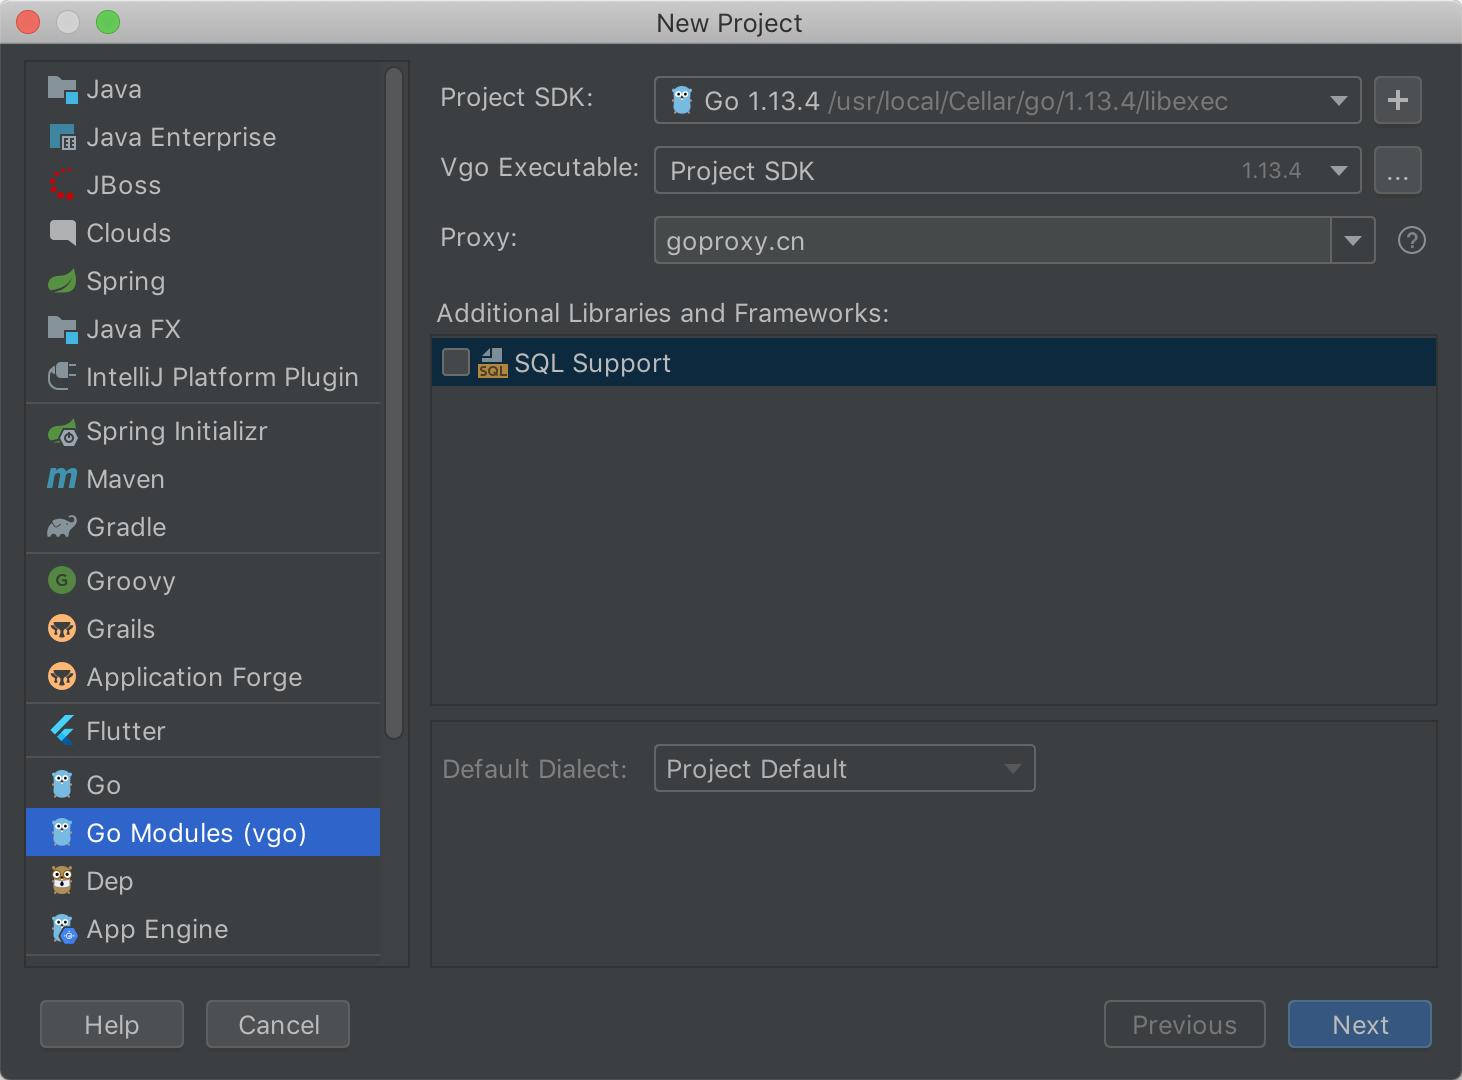 New Project
Java
Java Enterprise
JBoss
Clouds
Spring
Java FX
IntelliJ Platform Plugin
Spring Initializr
Maven
Gradle
Groovy
Grails
Application Forge
Flutter
Go
Go Modules (vgo)
Dep
App Engine
Project SDK: Go 1.13.4 /usr/local/Cellar/go/1.13.4/libexec
Vgo Executable: Project SDK 1.13.4 ...
Proxy: goproxy.cn ?
Additional Libraries and Frameworks:
SQL SQL Support
Default Dialect: Project Default
Help Cancel Previous Next